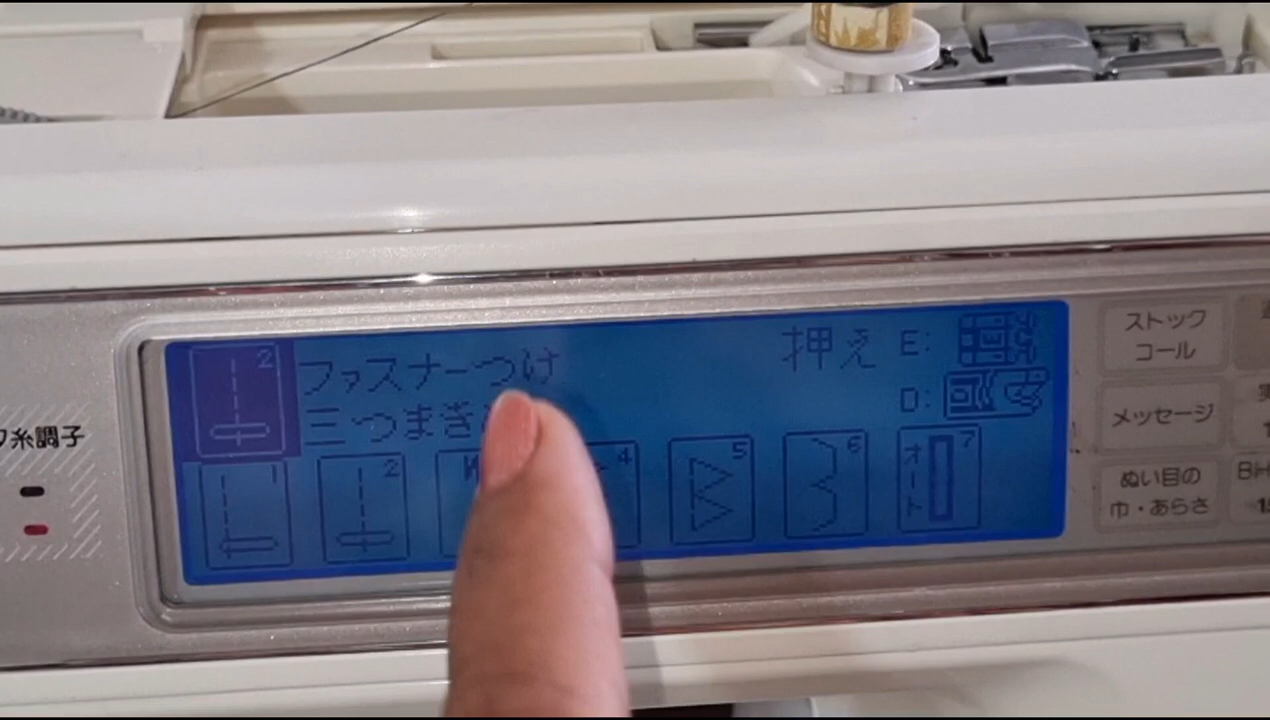 2
ファスナーつけ
押え E:
三つまき
D:
1
2
4
5
6
オート 7
糸調子
ストック
コール
メッセージ
ぬい目の
巾・あらさ